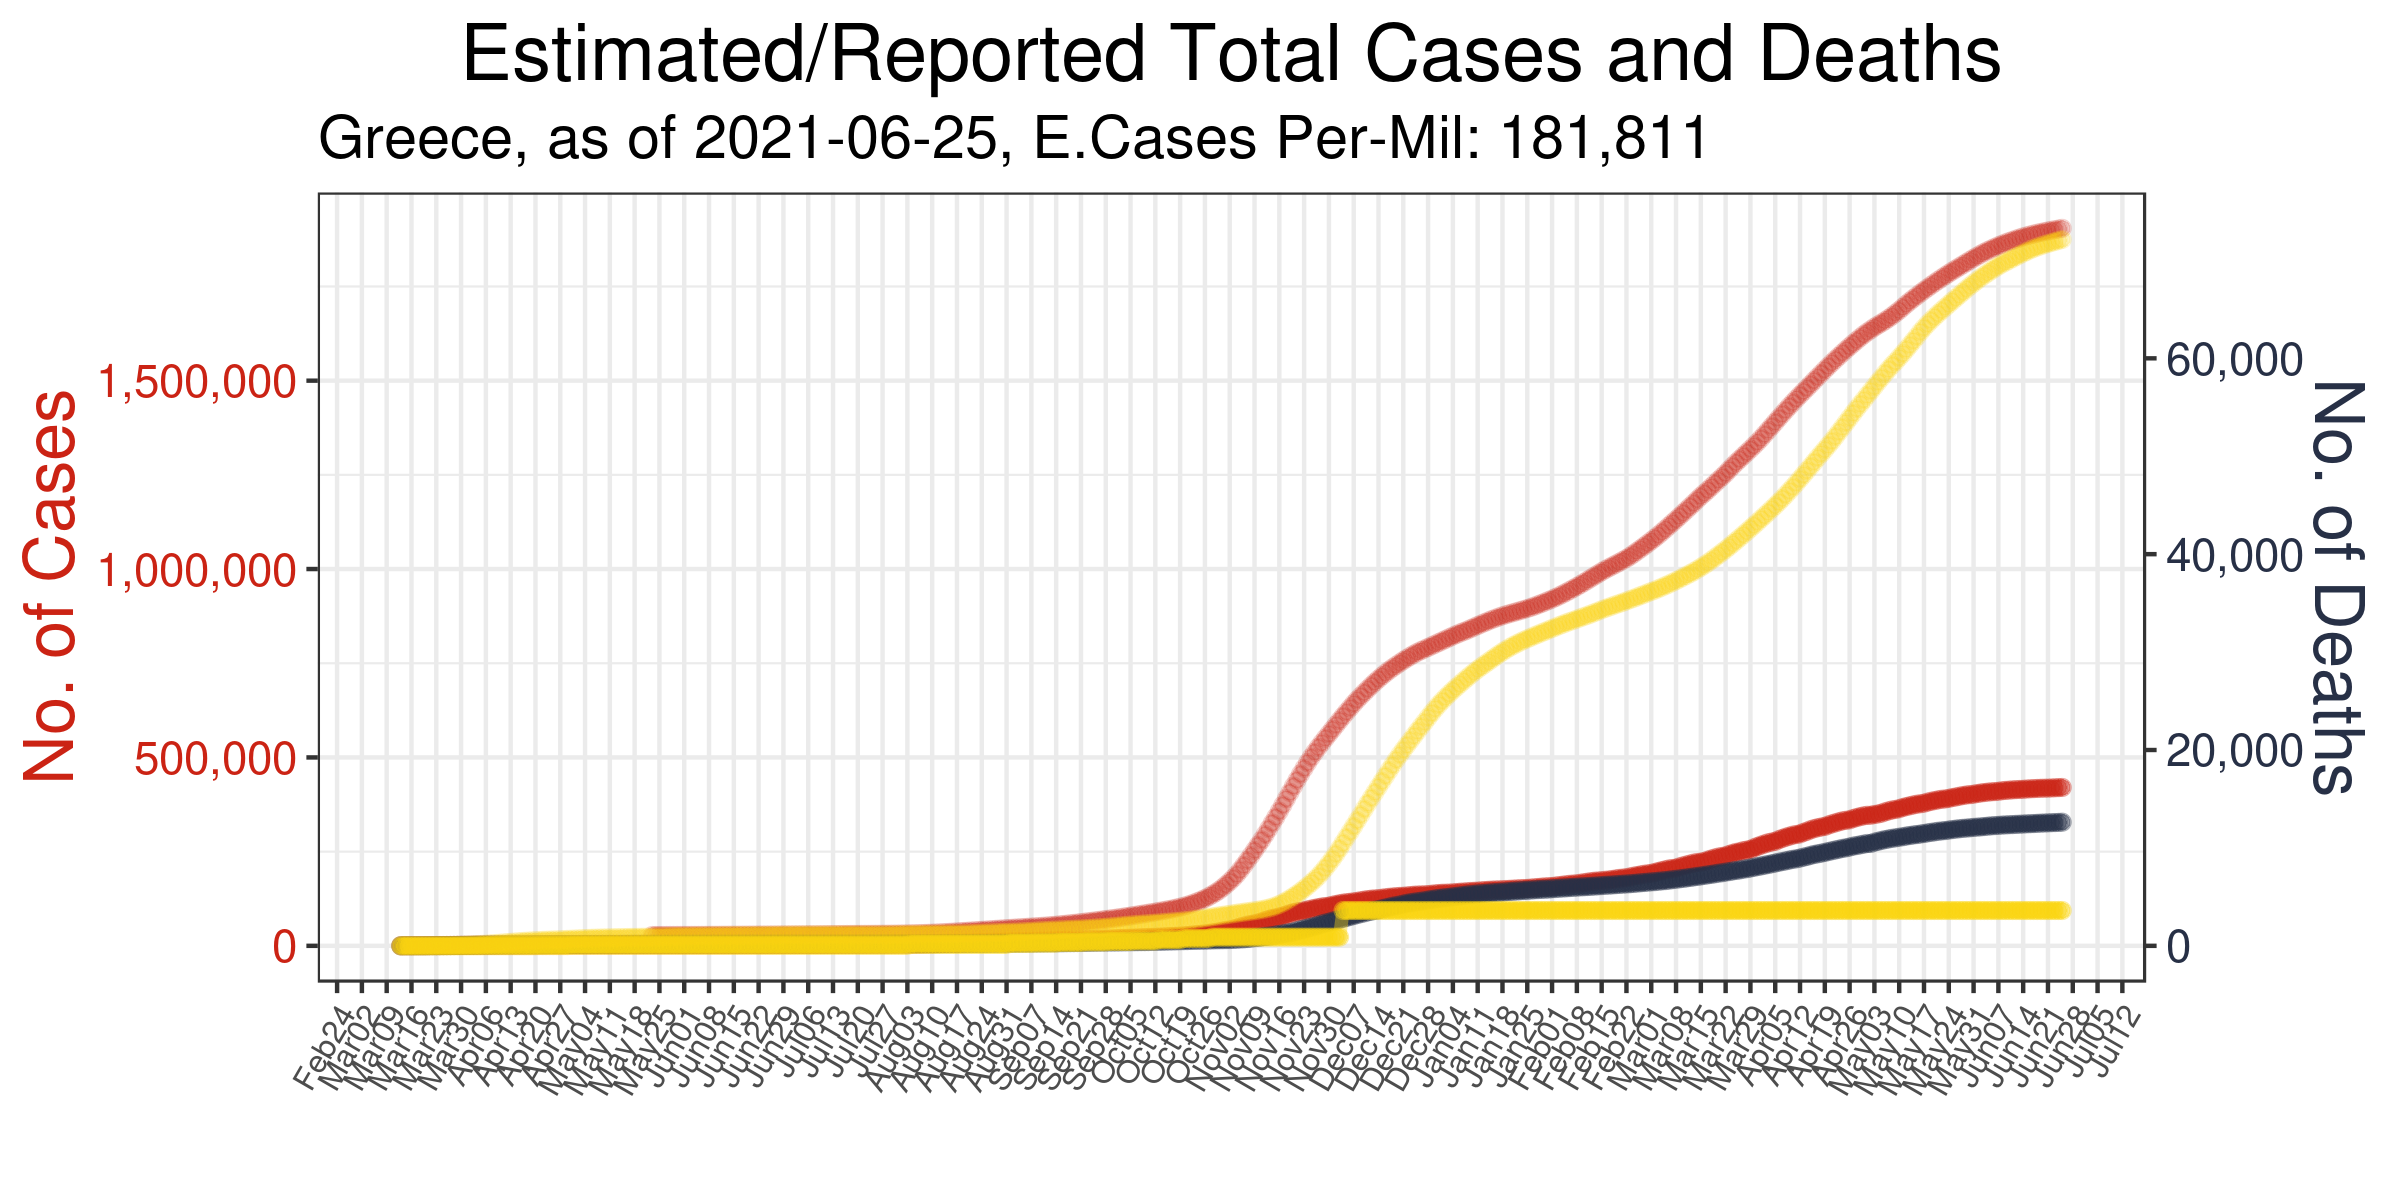 Estimated/Reported Total Cases and Deaths
Greece, as of 2021-06-25, E.Cases Per-Mil: 181,811
No. of Cases
1,500,000
1,000,000
500,000
0
60,000
40,000
20,000
0
No. of Deaths
Feb24
Mar02
Mar09
Mar16
Mar23
Mar30
Apr06
Apr13
Apr20
Apr27
May04
May11
May18
May25
Jun01
Jun08
Jun15
Jun22
Jun29
Jul06
Jul13
Jul20
Jul27
Aug03
Aug10
Aug17
Aug24
Aug31
Sep07
Sep14
Sep21
Sep28
Oct05
Oct12
Oct19
Oct26
Nov02
Nov09
Nov16
Nov23
Nov30
Dec07
Dec14
Dec21
Dec28
Jan04
Jan11
Jan18
Jan25
Feb01
Feb08
Feb15
Feb22
Mar01
Mar08
Mar15
Mar22
Mar29
Apr05
Apr12
Apr19
Apr26
May03
May10
May17
May24
May31
Jun07
Jun14
Jun21
Jun28
Jul05
Jul12